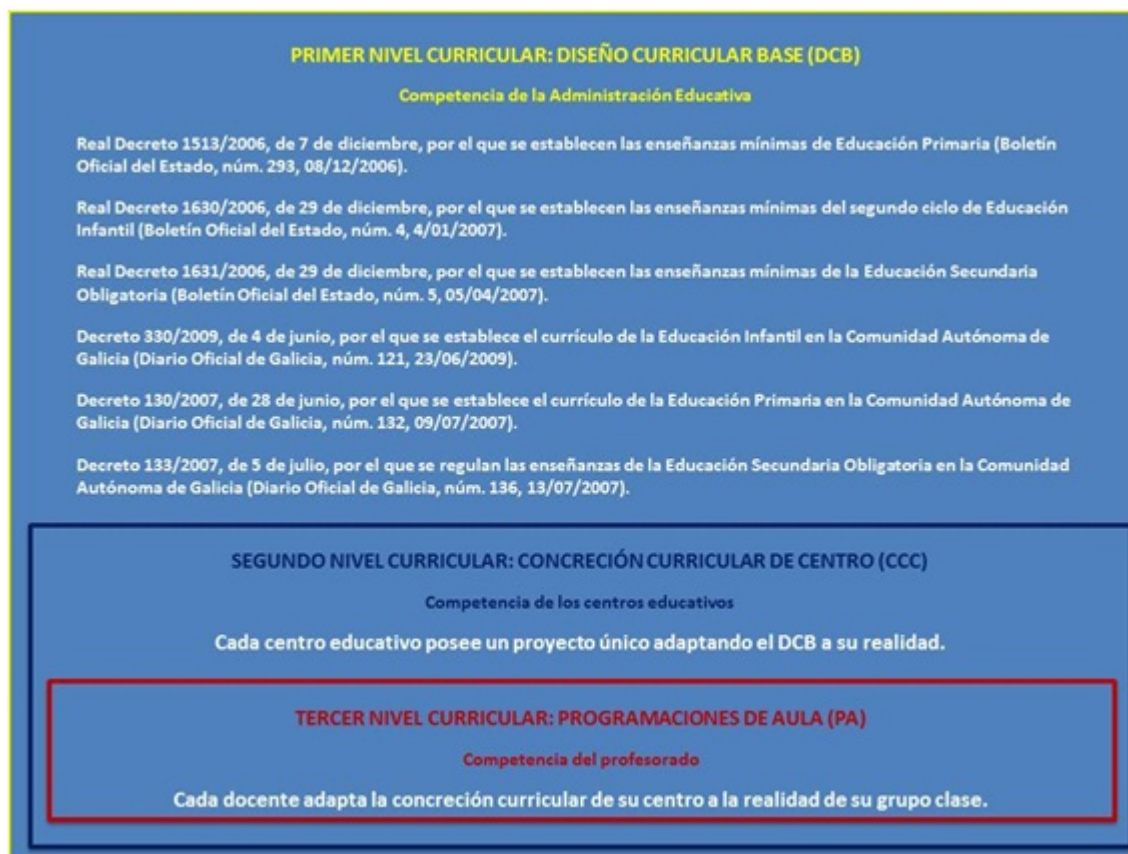 PRIMER NIVEL CURRICULAR: DISEÑO CURRICULAR BASE (DCB)
Competencia de la Administración Educativa
Real Decreto 1513/2006, de 7 de diciembre, por el que se establecen las enseñanzas mínimas de Educación Primaria (Boletín
Oficial del Estado, núm. 293, 08/12/2006).
Real Decreto 1630/2006, de 29 de diciembre, por el que se establecen las enseñanzas mínimas del segundo ciclo de Educación
Infantil (Boletín Oficial del Estado, núm. 4, 4/01/2007).
Real Decreto 1631/2006, de 29 de diciembre, por el que se establecen las enseñanzas mínimas de la Educación Secundaria
Obligatoria (Boletín Oficial del Estado, núm. 5, 05/04/2007).
Decreto 330/2009, de 4 de junio, por el que se establece el currículo de la Educación Infantil en la Comunidad Autónoma de
Galicia (Diario Oficial de Galicia, núm. 121, 23/06/2009).
Decreto 130/2007, de 28 de junio, por el que se establece el currículo de la Educación Primaria en la Comunidad Autónoma de
Galicia (Diario Oficial de Galicia, núm. 132, 09/07/2007).
Decreto 133/2007, de 5 de julio, por el que se regulan las enseñanzas de la Educación Secundaria Obligatoria en la Comunidad
Autónoma de Galicia (Diario Oficial de Galicia, núm. 136, 13/07/2007).
SEGUNDO NIVEL CURRICULAR: CONCRECIÓN CURRICULAR DE CENTRO (CCC)
Competencia de los centros educativos
Cada centro educativo posee un proyecto único adaptando el DCB a su realidad.
TERCER NIVEL CURRICULAR: PROGRAMACIONES DE AULA (PA)
Competencia del profesorado
Cada docente adapta la concreción curricular de su centro a la realidad de su grupo clase.